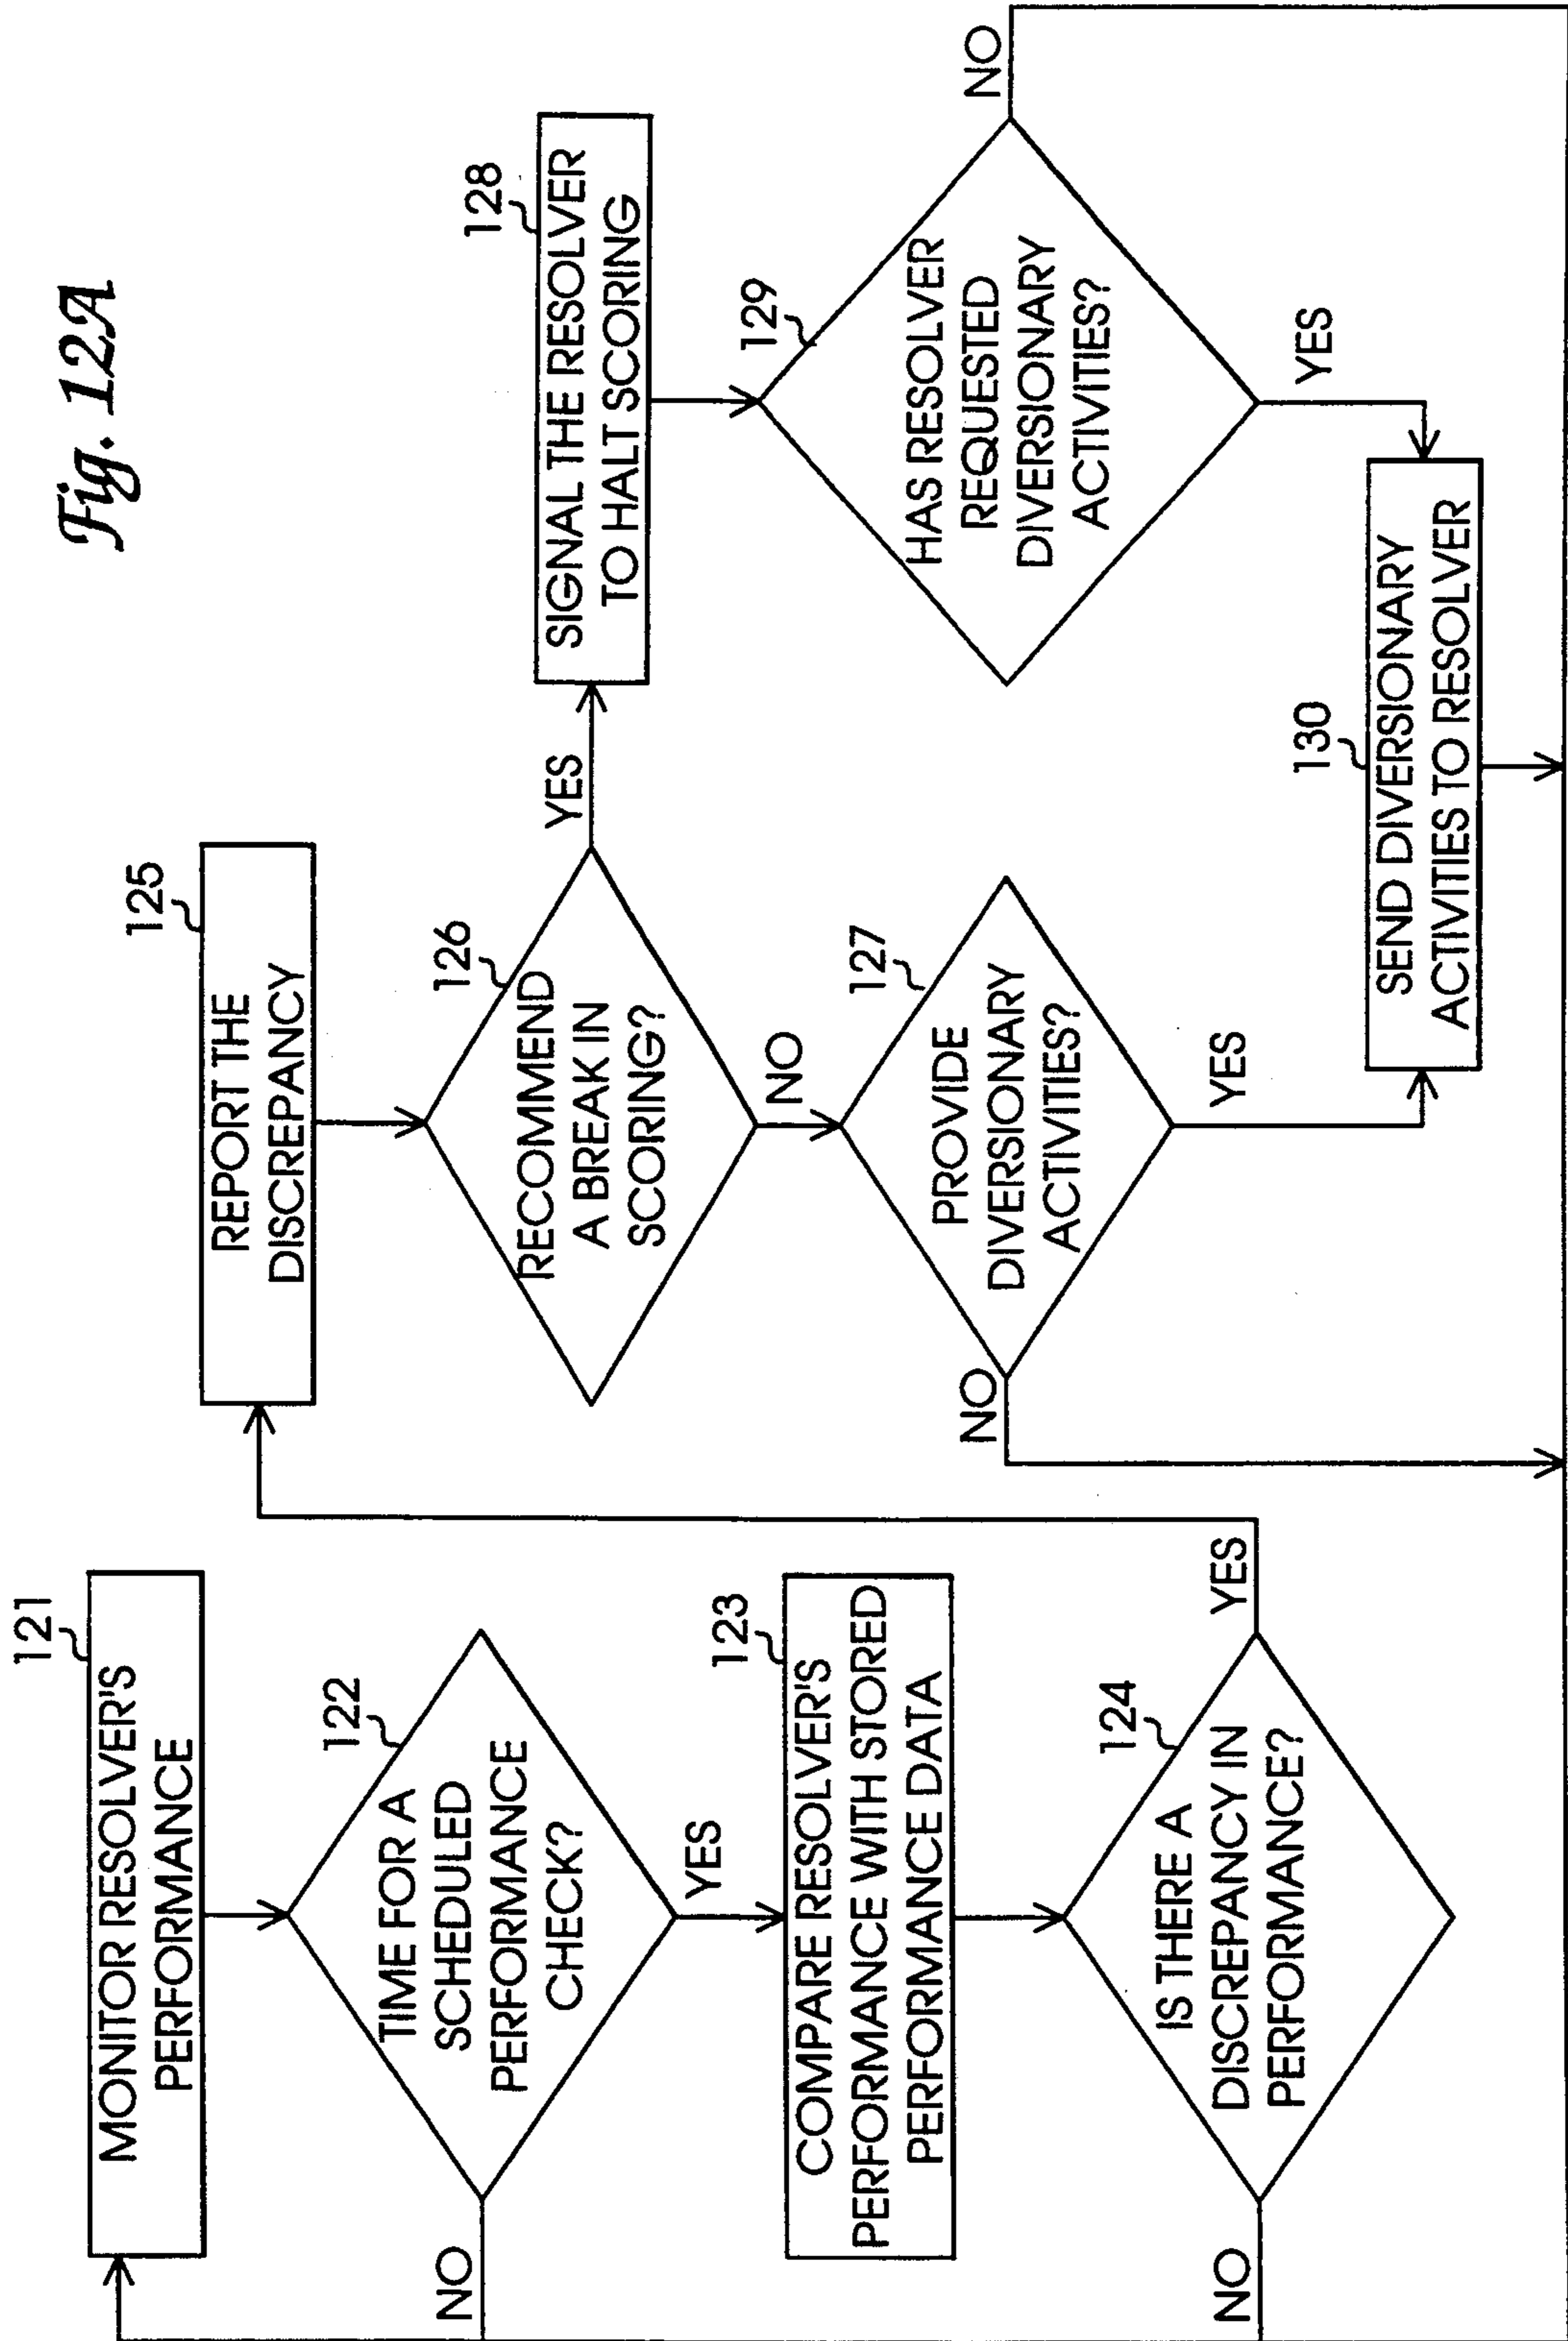 Fig. 12A
121
MONITOR RESOLVER'S
PERFORMANCE
122
TIME FOR A
SCHEDULED
PERFORMANCE
CHECK?
NO
YES
123
COMPARE RESOLVER'S
PERFORMANCE WITH STORED
PERFORMANCE DATA
124
IS THERE A
DISCREPANCY IN
PERFORMANCE?
NO
YES
125
REPORT THE
DISCREPANCY
126
RECOMMEND
A BREAK IN
SCORING?
YES
NO
127
PROVIDE
DIVERSIONARY
ACTIVITIES?
NO
YES
128
SIGNAL THE RESOLVER
TO HALT SCORING
129
HAS RESOLVER
REQUESTED
DIVERSIONARY
ACTIVITIES?
NO
YES
130
SEND DIVERSIONARY
ACTIVITIES TO RESOLVER